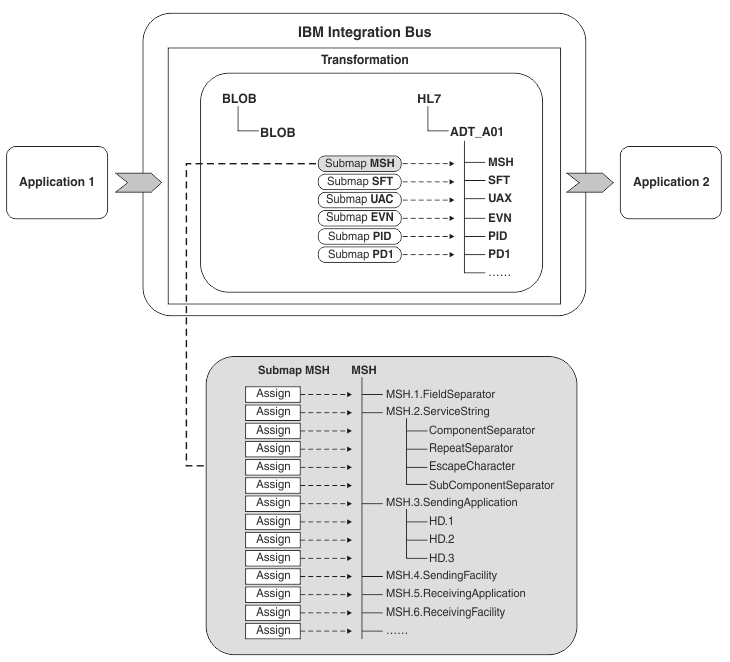 IBM Integration Bus
Transformation
BLOB
HL7
BLOB
ADT_A01
Application 1
Application 2
Submap MSH
MSH
Submap SFT
SFT
Submap UAC
UAX
Submap EVN
EVN
Submap PID
PID
Submap PD1
PD1
......
Submap MSH
MSH
Assign
MSH.1.FieldSeparator
Assign
MSH.2.ServiceString
Assign
ComponentSeparator
Assign
RepeatSeparator
Assign
EscapeCharacter
Assign
SubComponentSeparator
Assign
MSH.3.SendingApplication
Assign
HD.1
Assign
HD.2
Assign
HD.3
Assign
MSH.4.SendingFacility
Assign
MSH.5.ReceivingApplication
Assign
MSH.6.ReceivingFacility
Assign
......